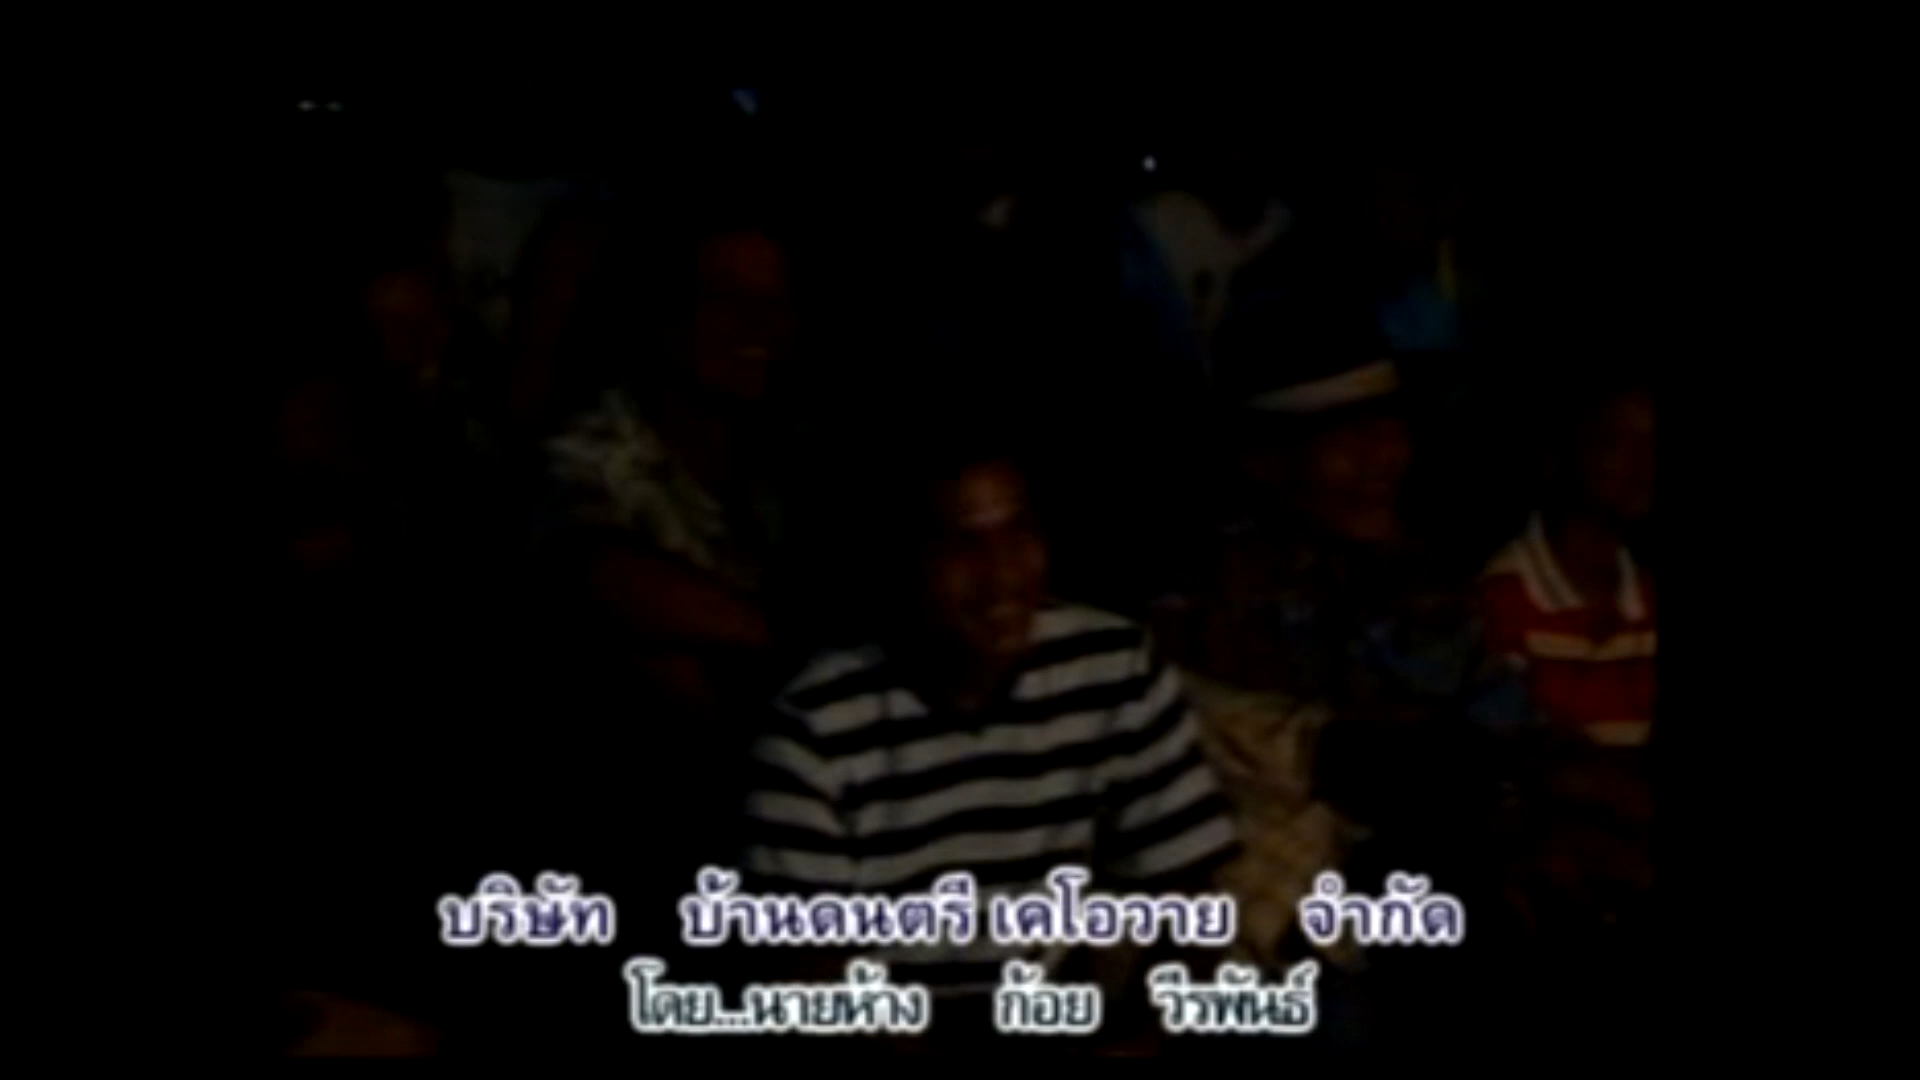 บริษัท บ้านดนตรี เคโอวาย จำกัด
โดย...นายห้าง ก้อย วีรพันธ์